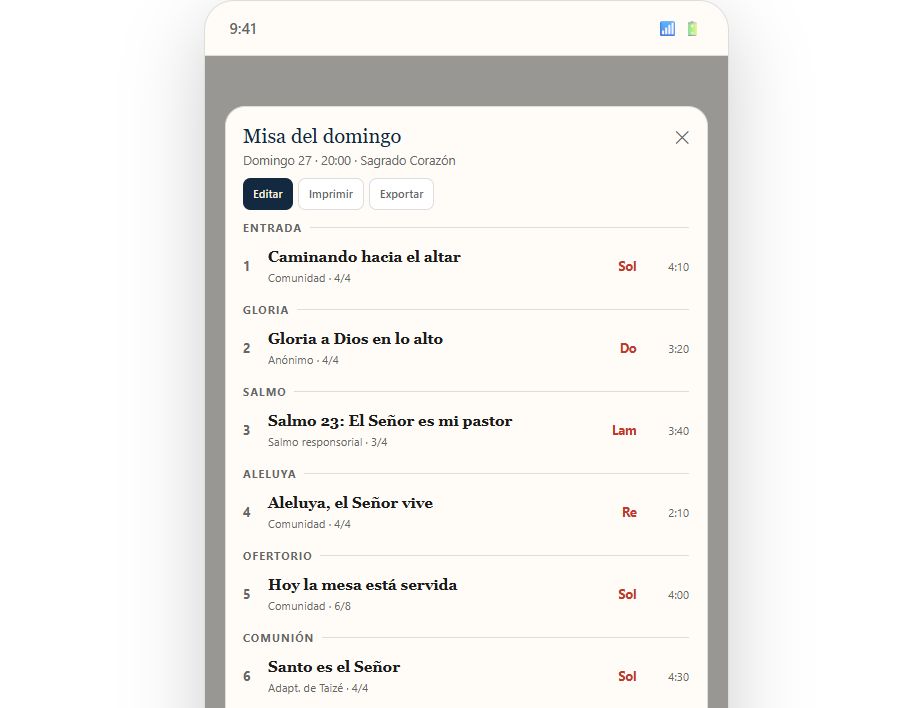 9:41
Misa del domingo
Domingo 27 · 20:00 · Sagrado Corazón
Editar Imprimir Exportar
ENTRADA
1 Caminando hacia el altar Sol 4:10
Comunidad · 4/4
GLORIA
2 Gloria a Dios en lo alto Do 3:20
Anónimo · 4/4
SALMO
3 Salmo 23: El Señor es mi pastor Lam 3:40
Salmo responsorial · 3/4
ALELUYA
4 Aleluya, el Señor vive Re 2:10
Comunidad · 4/4
OFERTORIO
5 Hoy la mesa está servida Sol 4:00
Comunidad · 6/8
COMUNIÓN
6 Santo es el Señor Sol 4:30
Adapt. de Taizé · 4/4